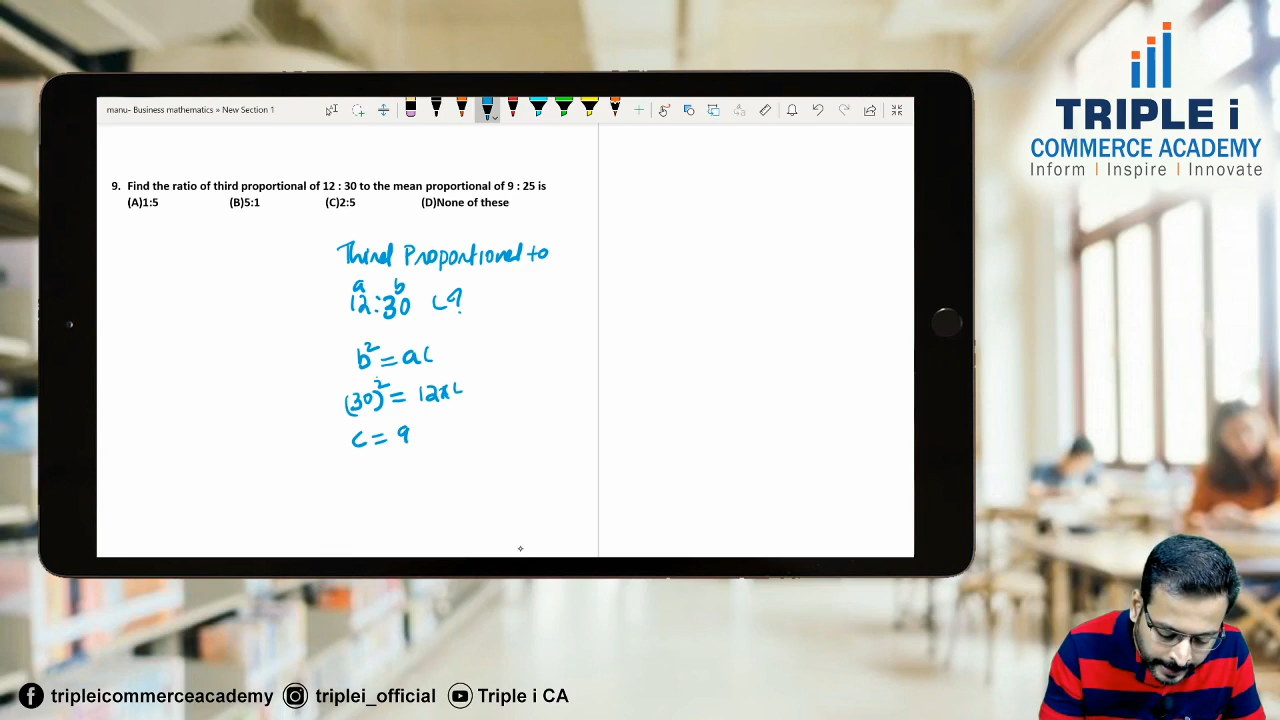 manu- Business mathematics » New Section 1
9. Find the ratio of third proportional of 12 : 30 to the mean proportional of 9 : 25 is
(A)1:5 (B)5:1 (C)2:5 (D)None of these
Third Proportional to
a b
12:30 c?
b² = ac
(30)² = 12xc
c = 9
TRIPLE i
COMMERCE ACADEMY
Inform | Inspire | Innovate
tripleicommerceacademy triplei_official Triple i CA